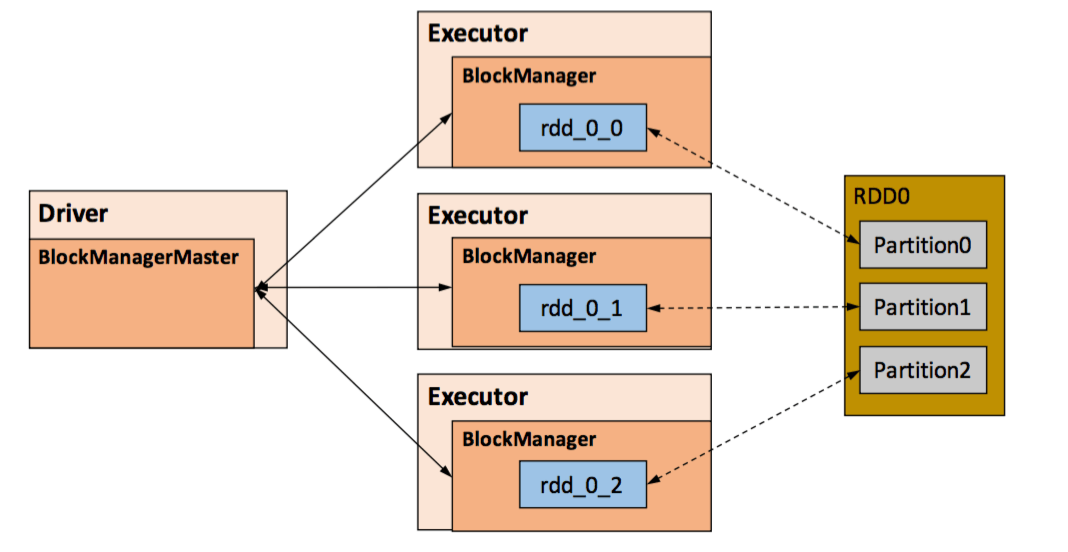 Driver
BlockManagerMaster
Executor
BlockManager
rdd_0_0
Executor
BlockManager
rdd_0_1
Executor
BlockManager
rdd_0_2
RDD0
Partition0
Partition1
Partition2